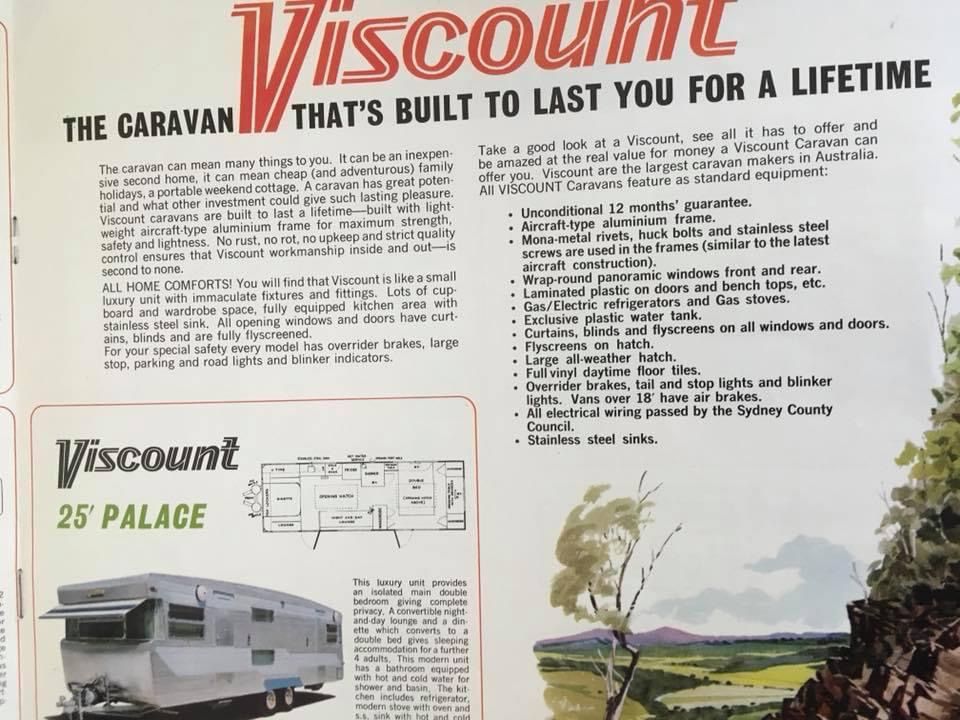 Viscount
THE CARAVAN THAT'S BUILT TO LAST YOU FOR A LIFETIME
The caravan can mean many things to you. It can be an inexpen-
sive second home, it can mean cheap (and adventurous) family
holidays, a portable weekend cottage. A caravan has great poten-
tial and what other investment could give such lasting pleasure.
Viscount caravans are built to last a lifetime—built with light-
weight aircraft-type aluminium frame for maximum strength,
safety and lightness. No rust, no rot, no upkeep and strict quality
control ensures that Viscount workmanship inside and out—is
second to none.
ALL HOME COMFORTS! You will find that Viscount is like a small
luxury unit with immaculate fixtures and fittings. Lots of cup-
board and wardrobe space, fully equipped kitchen area with
stainless steel sink. All opening windows and doors have curt-
ains, blinds and are fully flyscreened.
For your special safety every model has overrider brakes, large
stop, parking and road lights and blinker indicators.
Take a good look at a Viscount, see all it has to offer and
be amazed at the real value for money a Viscount Caravan can
offer you. Viscount are the largest caravan makers in Australia.
All VISCOUNT Caravans feature as standard equipment:
• Unconditional 12 months' guarantee.
• Aircraft-type aluminium frame.
• Mona-metal rivets, huck bolts and stainless steel
screws are used in the frames (similar to the latest
aircraft construction).
• Wrap-round panoramic windows front and rear.
• Laminated plastic on doors and bench tops, etc.
• Gas/Electric refrigerators and Gas stoves.
• Exclusive plastic water tank.
• Curtains, blinds and flyscreens on all windows and doors.
• Flyscreens on hatch.
• Large all-weather hatch.
• Full vinyl daytime floor tiles.
• Overrider brakes, tail and stop lights and blinker
lights. Vans over 18' have air brakes.
• All electrical wiring passed by the Sydney County
Council.
• Stainless steel sinks.
Viscount
25' PALACE
OPENING HATCH
DOUBLE
BED
NIGHT AND DAY
LOUNGE
LOUNGE
This luxury unit provides
an isolated main double
bedroom giving complete
privacy. A convertible night-
and-day lounge and a din-
ette which converts to a
double bed gives sleeping
accommodation for a further
4 adults. This modern unit
has a bathroom equipped
with hot and cold water for
shower and basin. The kit-
chen includes refrigerator,
modern stove with oven and
s.s. sink with hot and cold